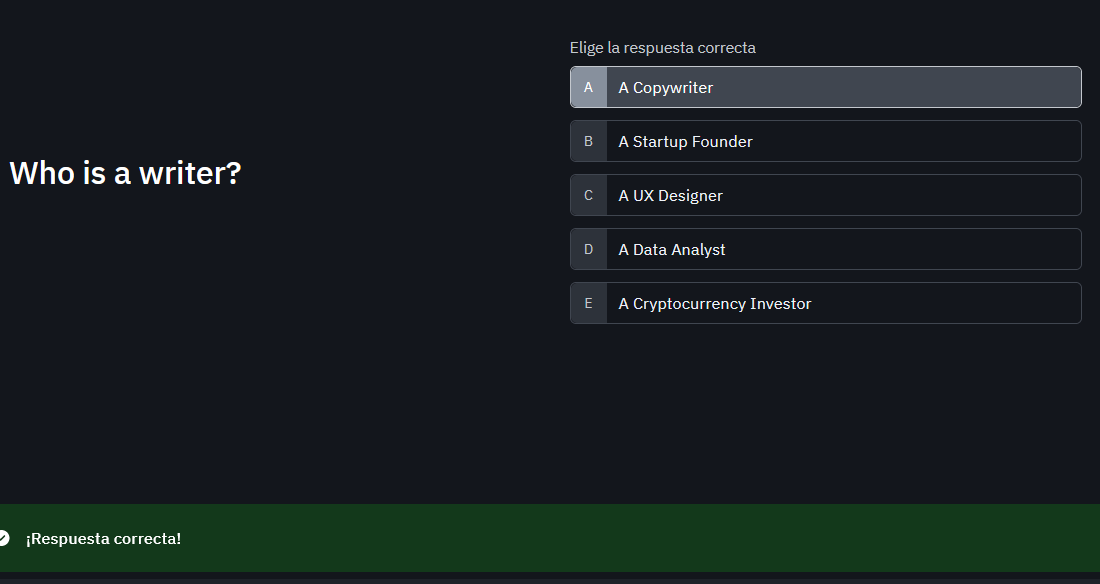 Who is a writer?
Elige la respuesta correcta
A A Copywriter
B A Startup Founder
C A UX Designer
D A Data Analyst
E A Cryptocurrency Investor
¡Respuesta correcta!